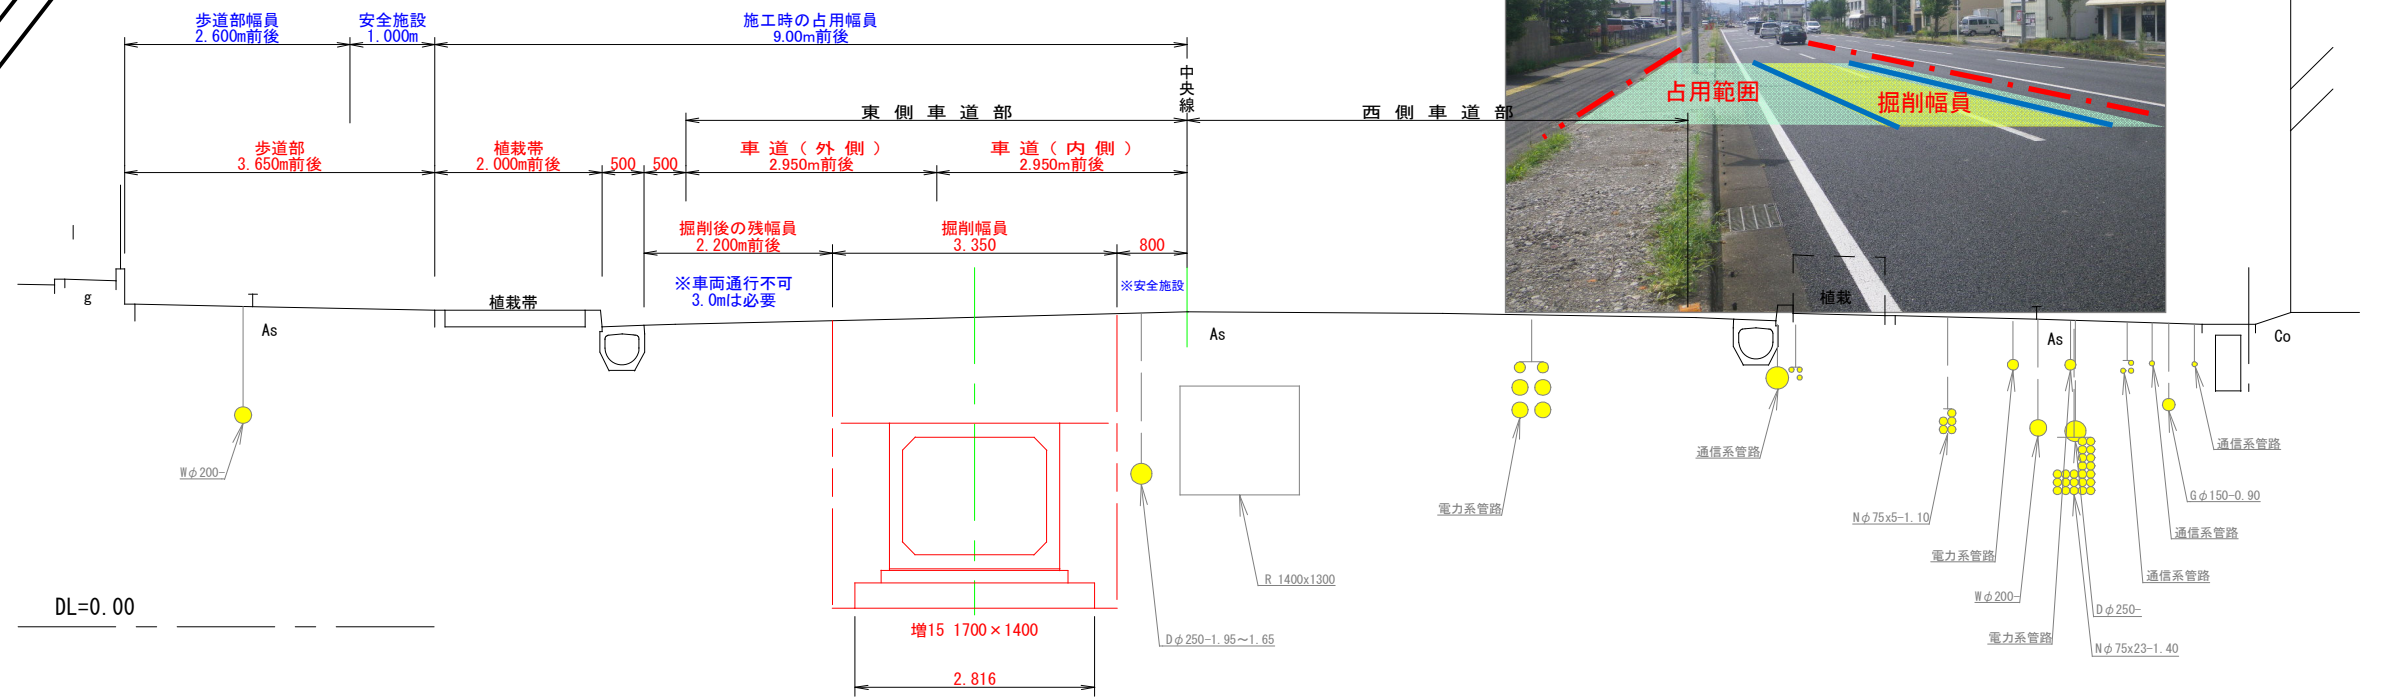 歩道部幅員
2.600m前後
安全施設
1.000m
施工時の占用幅員
9.00m前後
中央線
占用範囲
掘削幅員
東側車道部
西側車道部
歩道部
3.650m前後
植栽帯
2.000m前後
500
500
車道(外側)
2.950m前後
車道(内側)
2.950m前後
掘削後の残幅員
2.200m前後
掘削幅員
3.350
800
※車両通行不可
3.0mは必要
※安全施設
g
As
植栽帯
As
植栽
As
Co
Wφ200-
電力系管路
通信系管路
Nφ75x5-1.10
電力系管路
Wφ200-
電力系管路
通信系管路
Gφ150-0.90
通信系管路
通信系管路
Dφ250-
Nφ75x23-1.40
R 1400x1300
Dφ250-1.95~1.65
DL=0.00
増15 1700×1400
2.816